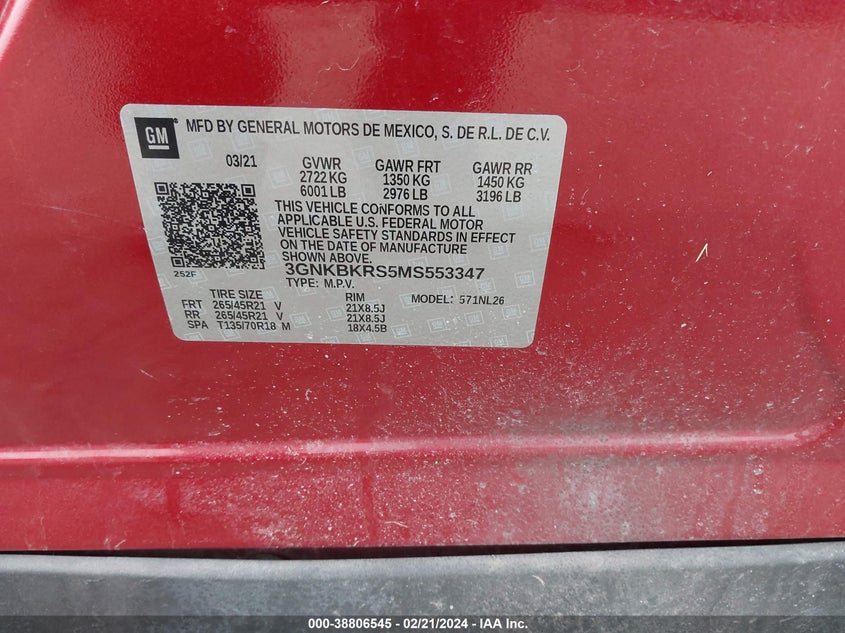 GM MFD BY GENERAL MOTORS DE MEXICO, S. DE R.L. DE C.V.
03/21 GVWR GAWR FRT GAWR RR
2722 KG 1350 KG 1450 KG
6001 LB 2976 LB 3196 LB
THIS VEHICLE CONFORMS TO ALL
APPLICABLE U.S. FEDERAL MOTOR
VEHICLE SAFETY STANDARDS IN EFFECT
ON THE DATE OF MANUFACTURE
SHOWN ABOVE.
252F 3GNKBKRS5MS553347
TYPE: M.P.V.
TIRE SIZE RIM MODEL: 571NL26
FRT 265/45R21 V 21X8.5J
RR 265/45R21 V 21X8.5J
SPA T135/70R18 M 18X4.5B
000-38806545 - 02/21/2024 - IAA Inc.